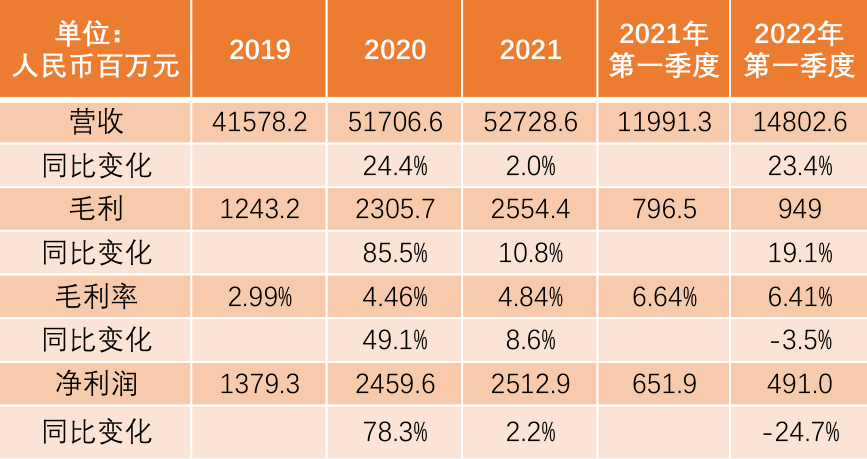 单位：人民币百万元 2019 2020 2021 2021年第一季度 2022年第一季度
营收 41578.2 51706.6 52728.6 11991.3 14802.6
同比变化 24.4% 2.0% 23.4%
毛利 1243.2 2305.7 2554.4 796.5 949
同比变化 85.5% 10.8% 19.1%
毛利率 2.99% 4.46% 4.84% 6.64% 6.41%
同比变化 49.1% 8.6% -3.5%
净利润 1379.3 2459.6 2512.9 651.9 491.0
同比变化 78.3% 2.2% -24.7%